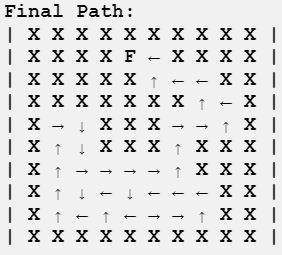 Final Path:
| X X X X X X X X X X |
| X X X X F ← X X X X |
| X X X X X ↑ ← ← X X |
| X X X X X X X ↑ ← X |
| X → ↓ X X X → → ↑ X |
| X ↑ ↓ X X X ↑ X X X |
| X ↑ → → → → ↑ X X X |
| X ↑ ↓ ← ↓ ← ← ← X X |
| X ↑ ← ↑ ← → → ↑ X X |
| X X X X X X X X X X |